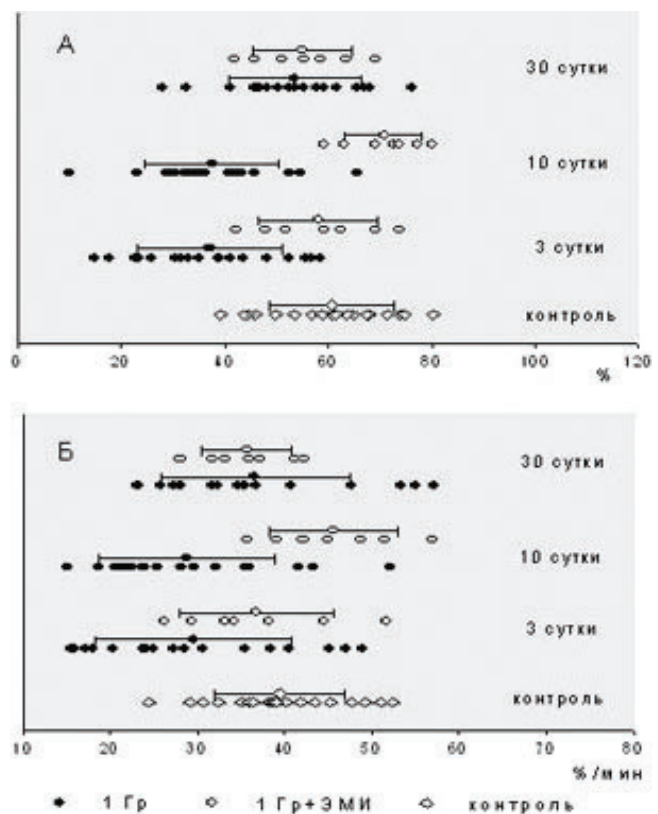 А
30 сутки
10 сутки
3 сутки
контроль
0 20 40 60 80 100 120
%
Б
30 сутки
10 сутки
3 сутки
контроль
10 20 30 40 50 60 70 80
%/мин
1 Гр 1 Гр+ЭМИ контроль